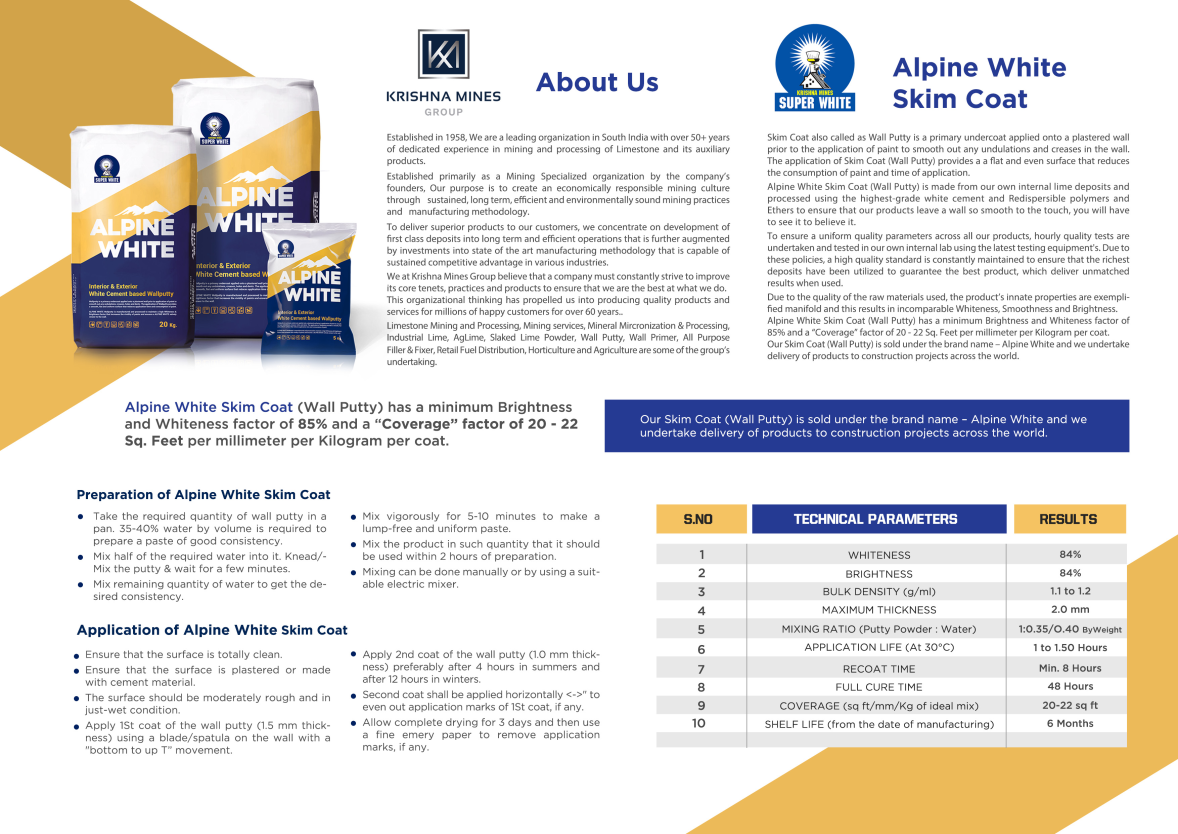 KRISHNA MINES
GROUP
About Us
Established in 1958, We are a leading organization in South India with over 50+ years
of dedicated experience in mining and processing of Limestone and its auxiliary
products.
Established primarily as a Mining Specialized organization by the company's
founders, Our purpose is to create an economically responsible mining culture
through sustained, long term, efficient and environmentally sound mining practices
and manufacturing methodology.
To deliver superior products to our customers, we concentrate on development of
first class deposits into long term and efficient operations that is further augmented
by investments into state of the art manufacturing methodology that is capable of
sustained competitive advantage in various industries.
We at Krishna Mines Group believe that a company must constantly strive to improve
its core tenets, practices and products to ensure that we are the best at what we do.
This organizational thinking has propelled us into producing quality products and
services for millions of happy customers for over 60 years..
Limestone Mining and Processing, Mining services, Mineral Mircronization & Processing,
Industrial Lime, AgLime, Slaked Lime Powder, Wall Putty, Wall Primer, All Purpose
Filler & Fixer, Retail Fuel Distribution, Horticulture and Agriculture are some of the group's
undertaking.
KRISHNA MINES
SUPER WHITE
Alpine White
Skim Coat
Skim Coat also called as Wall Putty is a primary undercoat applied onto a plastered wall
prior to the application of paint to smooth out any undulations and creases in the wall.
The application of Skim Coat (Wall Putty) provides a a flat and even surface that reduces
the consumption of paint and time of application.
Alpine White Skim Coat (Wall Putty) is made from our own internal lime deposits and
processed using the highest-grade white cement and Redispersible polymers and
Ethers to ensure that our products leave a wall so smooth to the touch, you will have
to see it to believe it.
To ensure a uniform quality parameters across all our products, hourly quality tests are
undertaken and tested in our own internal lab using the latest testing equipment's. Due to
these policies, a high quality standard is constantly maintained to ensure that the richest
deposits have been utilized to guarantee the best product, which deliver unmatched
results when used.
Due to the quality of the raw materials used, the product's innate properties are exempli-
fied manifold and this results in incomparable Whiteness, Smoothness and Brightness.
Alpine White Skim Coat (Wall Putty) has a minimum Brightness and Whiteness factor of
85% and a "Coverage" factor of 20 - 22 Sq. Feet per millimeter per Kilogram per coat.
Our Skim Coat (Wall Putty) is sold under the brand name – Alpine White and we undertake
delivery of products to construction projects across the world.
SUPER WHITE
ALPINE
WHITE
Interior & Exterior
White Cement based Wallputty
20 Kg.
SUPER WHITE
ALPINE
WHITE
nterior & Exterior
White Cement based W
SUPER WHITE
ALPINE
WHITE
Interior & Exterior
White Cement based Wallputty
5 Kg.
Alpine White Skim Coat (Wall Putty) has a minimum Brightness
and Whiteness factor of 85% and a “Coverage” factor of 20 - 22
Sq. Feet per millimeter per Kilogram per coat.
Our Skim Coat (Wall Putty) is sold under the brand name – Alpine White and we
undertake delivery of products to construction projects across the world.
Preparation of Alpine White Skim Coat
• Take the required quantity of wall putty in a
pan. 35-40% water by volume is required to
prepare a paste of good consistency.
• Mix half of the required water into it. Knead/-
Mix the putty & wait for a few minutes.
• Mix remaining quantity of water to get the de-
sired consistency.
• Mix vigorously for 5-10 minutes to make a
lump-free and uniform paste.
• Mix the product in such quantity that it should
be used within 2 hours of preparation.
• Mixing can be done manually or by using a suit-
able electric mixer.
Application of Alpine White Skim Coat
• Ensure that the surface is totally clean.
• Ensure that the surface is plastered or made
with cement material.
• The surface should be moderately rough and in
just-wet condition.
• Apply 1St coat of the wall putty (1.5 mm thick-
ness) using a blade/spatula on the wall with a
"bottom to up T” movement.
• Apply 2nd coat of the wall putty (1.0 mm thick-
ness) preferably after 4 hours in summers and
after 12 hours in winters.
• Second coat shall be applied horizontally <->" to
even out application marks of 1St coat, if any.
• Allow complete drying for 3 days and then use
a fine emery paper to remove application
marks, if any.
S.NO TECHNICAL PARAMETERS RESULTS
1 WHITENESS 84%
2 BRIGHTNESS 84%
3 BULK DENSITY (g/ml) 1.1 to 1.2
4 MAXIMUM THICKNESS 2.0 mm
5 MIXING RATIO (Putty Powder : Water) 1:0.35/O.40 ByWeight
6 APPLICATION LIFE (At 30°C) 1 to 1.50 Hours
7 RECOAT TIME Min. 8 Hours
8 FULL CURE TIME 48 Hours
9 COVERAGE (sq ft/mm/Kg of ideal mix) 20-22 sq ft
10 SHELF LIFE (from the date of manufacturing) 6 Months